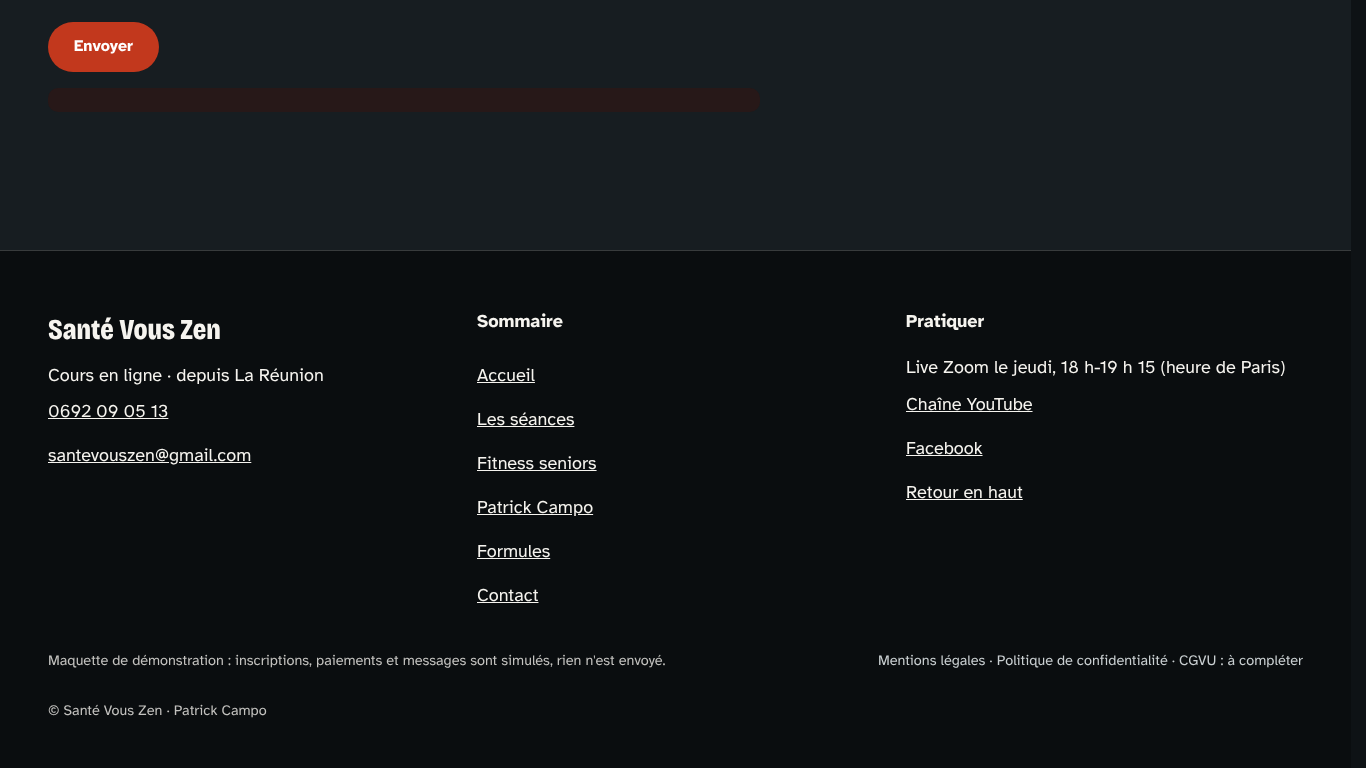 Envoyer
Santé Vous Zen
Cours en ligne · depuis La Réunion
0692 09 05 13
santevouszen@gmail.com
Sommaire
Accueil
Les séances
Fitness seniors
Patrick Campo
Formules
Contact
Pratiquer
Live Zoom le jeudi, 18 h-19 h 15 (heure de Paris)
Chaîne YouTube
Facebook
Retour en haut
Maquette de démonstration : inscriptions, paiements et messages sont simulés, rien n'est envoyé.
Mentions légales · Politique de confidentialité · CGVU : à compléter
© Santé Vous Zen · Patrick Campo